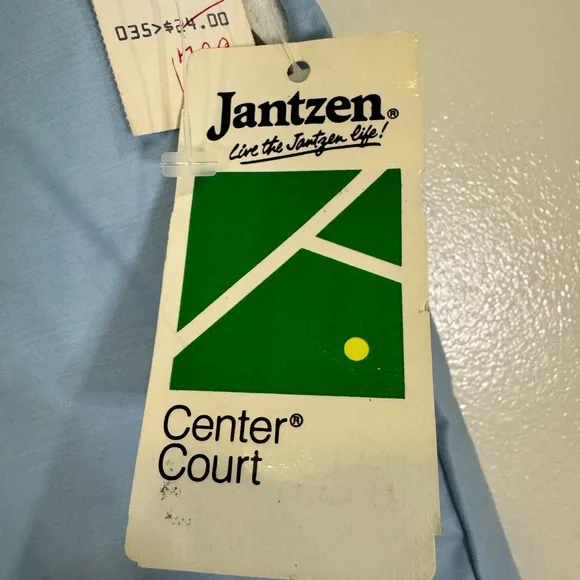 035>$24.00
Jantzen®
Live the Jantzen life!
Center®
Court